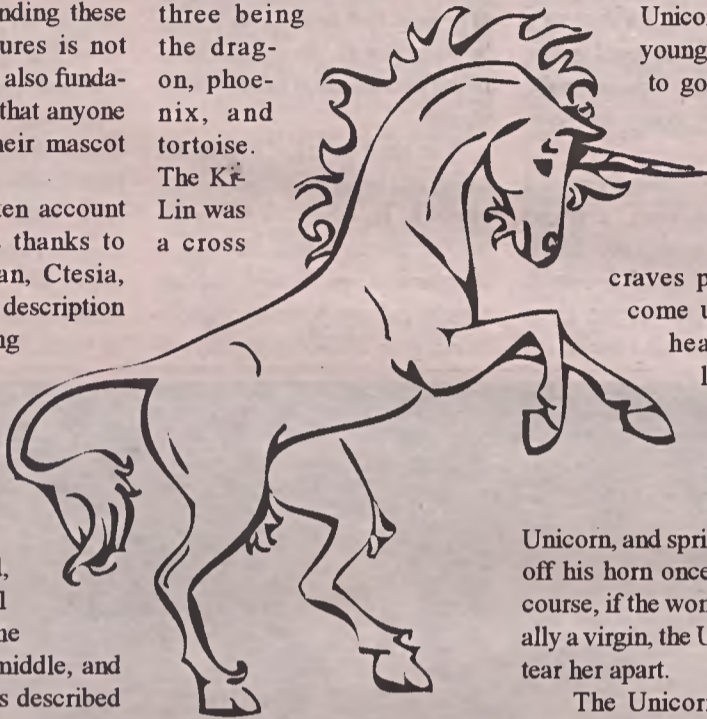 nding these
ures is not
also funda-
that anyone
eir mascot
ten account
thanks to
an, Ctesia,
description
ng
middle, and
s described
three being
the drag-
on, phoe-
nix, and
tortoise.
The Ki-
Lin was
a cross
Unicor
young
to go
craves p
come u
hea
Unicorn, and spri
off his horn once
course, if the wom
ally a virgin, the U
tear her apart.
The Unicorn